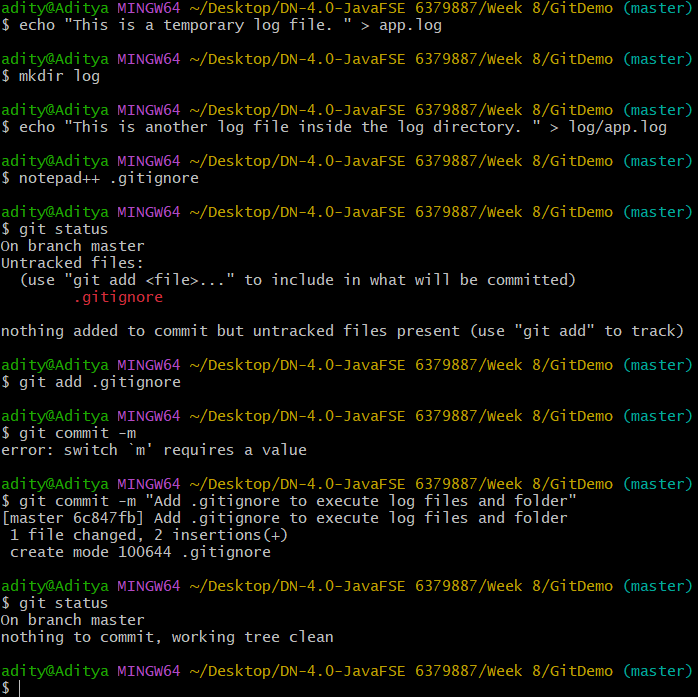 adity@Aditya MINGW64 ~/Desktop/DN-4.0-JavaFSE 6379887/Week 8/GitDemo (master)
$ echo "This is a temporary log file. " > app.log
adity@Aditya MINGW64 ~/Desktop/DN-4.0-JavaFSE 6379887/Week 8/GitDemo (master)
$ mkdir log
adity@Aditya MINGW64 ~/Desktop/DN-4.0-JavaFSE 6379887/Week 8/GitDemo (master)
$ echo "This is another log file inside the log directory. " > log/app.log
adity@Aditya MINGW64 ~/Desktop/DN-4.0-JavaFSE 6379887/Week 8/GitDemo (master)
$ notepad++ .gitignore
adity@Aditya MINGW64 ~/Desktop/DN-4.0-JavaFSE 6379887/Week 8/GitDemo (master)
$ git status
On branch master
Untracked files:
  (use "git add <file>..." to include in what will be committed)
        .gitignore
nothing added to commit but untracked files present (use "git add" to track)
adity@Aditya MINGW64 ~/Desktop/DN-4.0-JavaFSE 6379887/Week 8/GitDemo (master)
$ git add .gitignore
adity@Aditya MINGW64 ~/Desktop/DN-4.0-JavaFSE 6379887/Week 8/GitDemo (master)
$ git commit -m
error: switch `m' requires a value
adity@Aditya MINGW64 ~/Desktop/DN-4.0-JavaFSE 6379887/Week 8/GitDemo (master)
$ git commit -m "Add .gitignore to execute log files and folder"
[master 6c847fb] Add .gitignore to execute log files and folder
 1 file changed, 2 insertions(+)
 create mode 100644 .gitignore
adity@Aditya MINGW64 ~/Desktop/DN-4.0-JavaFSE 6379887/Week 8/GitDemo (master)
$ git status
On branch master
nothing to commit, working tree clean
adity@Aditya MINGW64 ~/Desktop/DN-4.0-JavaFSE 6379887/Week 8/GitDemo (master)
$